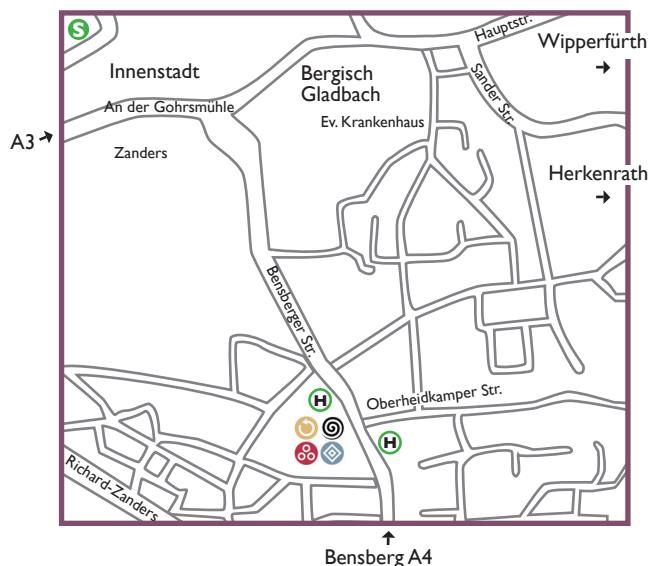 S
Hauptstr.
Wipperfürth
Innenstadt
Bergisch
Gladbach
Sander Str.
An der Gohrsmühle
Ev. Krankenhaus
A3
Zanders
Herkenrath
Bensberger Str.
Oberheidkamper Str.
H
H
Richard-Zanders
Bensberg A4